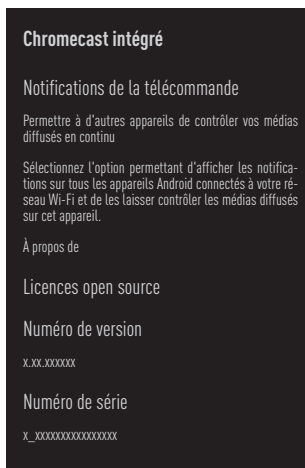 Chromecast intégré
Notifications de la télécommande
Permettre à d'autres appareils de contrôler vos médias
diffusés en continu
Sélectionnez l'option permettant d'afficher les notifica-
tions sur tous les appareils Android connectés à votre ré-
seau Wi-Fi et de les laisser contrôler les médias diffusés
sur cet appareil.
À propos de
Licences open source
Numéro de version
x.xx.xxxxxx
Numéro de série
x_xxxxxxxxxxxxxxxx